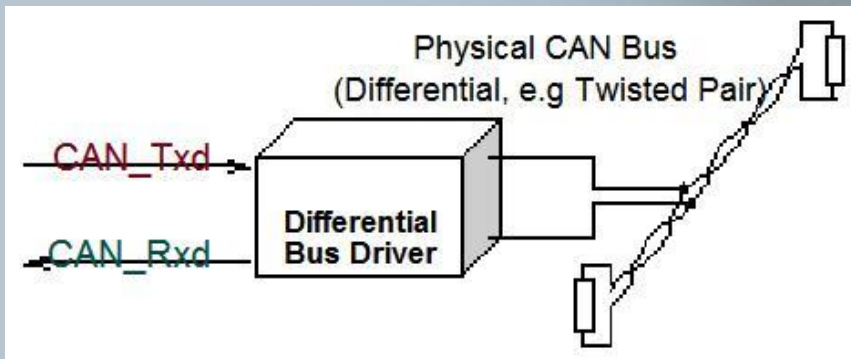 Physical CAN Bus
(Differential, e.g Twisted Pair)
CAN_Txd
Differential
Bus Driver
CAN_Rxd